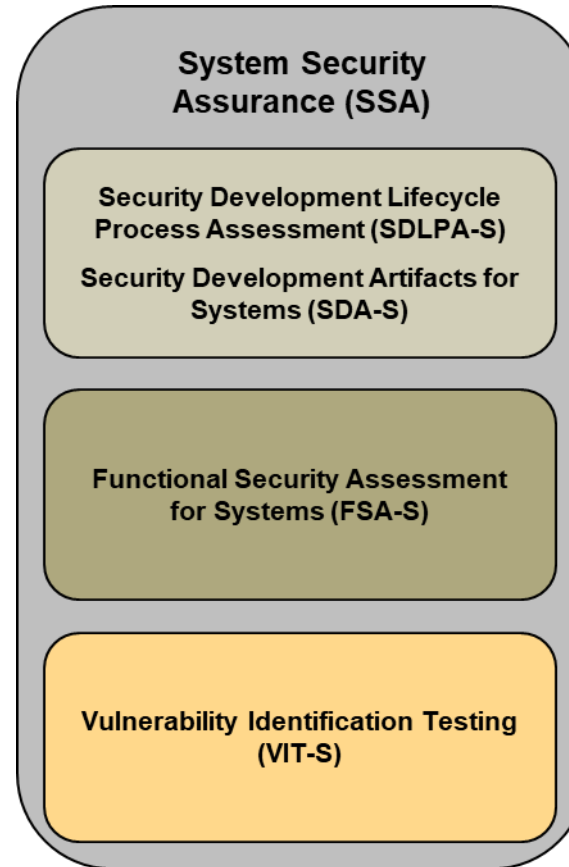 System Security
Assurance (SSA)
Security Development Lifecycle
Process Assessment (SDLPA-S)
Security Development Artifacts for
Systems (SDA-S)
Functional Security Assessment
for Systems (FSA-S)
Vulnerability Identification Testing
(VIT-S)